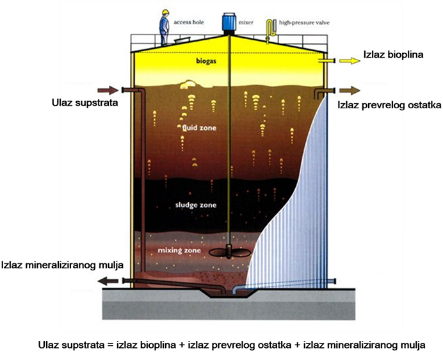 access hole
mixer
high-pressure valve
biogas
Izlaz bioplina
Ulaz supstrata
Izlaz prevrelog ostatka
fluid zone
sludge zone
mixing zone
Izlaz mineraliziranog mulja
Ulaz supstrata = izlaz bioplina + izlaz prevrelog ostatka + izlaz mineraliziranog mulja